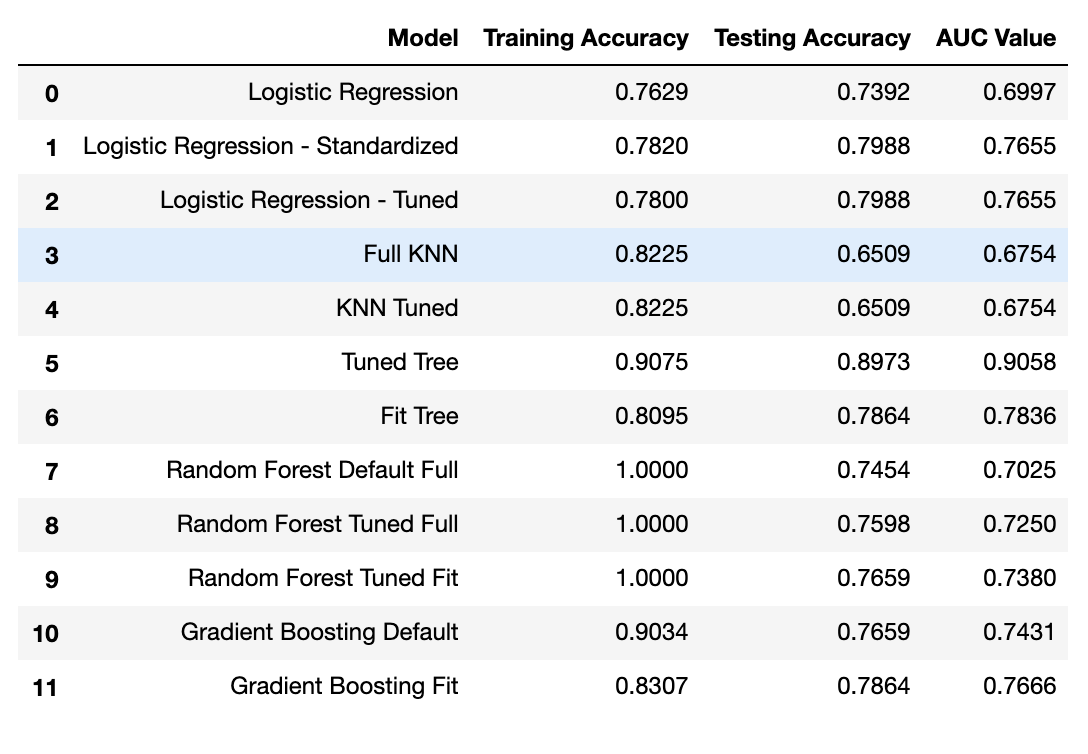 Model Training Accuracy Testing Accuracy AUC Value
0 Logistic Regression 0.7629 0.7392 0.6997
1 Logistic Regression - Standardized 0.7820 0.7988 0.7655
2 Logistic Regression - Tuned 0.7800 0.7988 0.7655
3 Full KNN 0.8225 0.6509 0.6754
4 KNN Tuned 0.8225 0.6509 0.6754
5 Tuned Tree 0.9075 0.8973 0.9058
6 Fit Tree 0.8095 0.7864 0.7836
7 Random Forest Default Full 1.0000 0.7454 0.7025
8 Random Forest Tuned Full 1.0000 0.7598 0.7250
9 Random Forest Tuned Fit 1.0000 0.7659 0.7380
10 Gradient Boosting Default 0.9034 0.7659 0.7431
11 Gradient Boosting Fit 0.8307 0.7864 0.7666